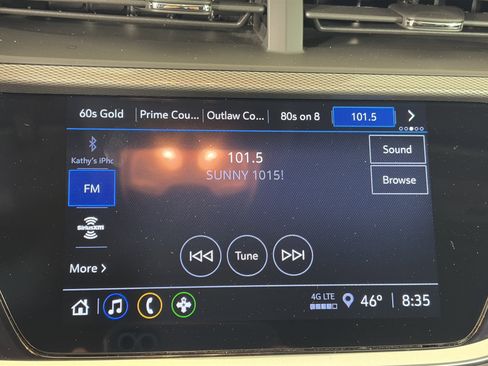 60s Gold Prime Cou... Outlaw Co... 80s on 8 101.5
Kathy's iPhc
101.5
Sound
SUNNY 1015!
FM
Browse
SiriusXM
Tune
More
4G LTE 46° 8:35